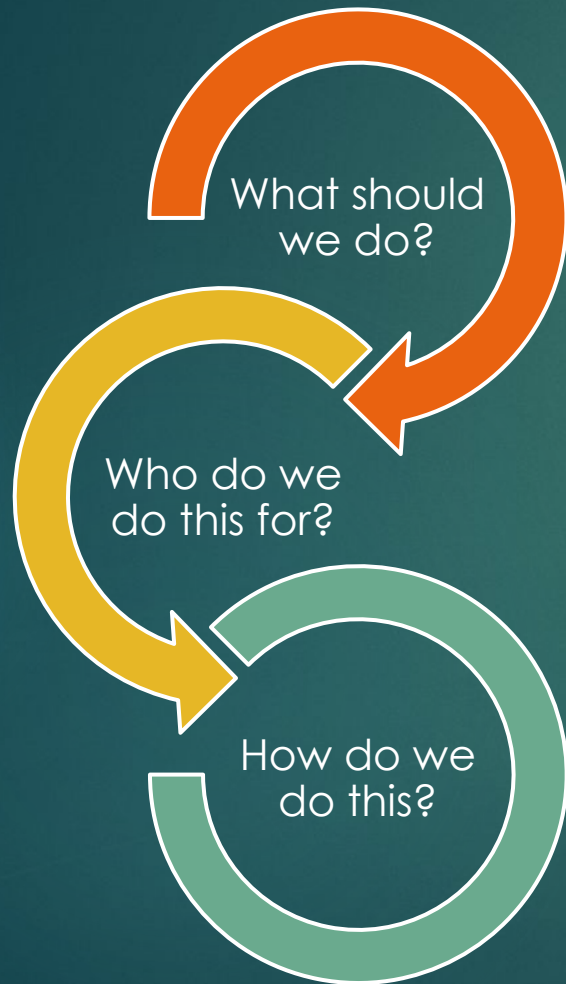 What should
we do?
Who do we
do this for?
How do we
do this?